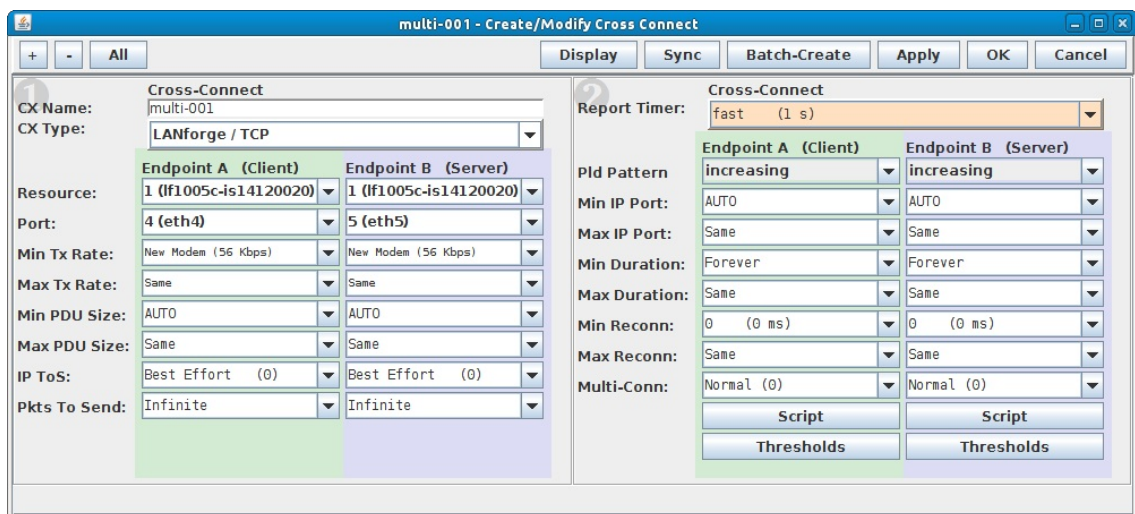 multi-001 - Create/Modify Cross Connect
+ - All Display Sync Batch-Create Apply OK Cancel
1
Cross-Connect
CX Name: multi-001
CX Type: LANforge / TCP
Endpoint A (Client) Endpoint B (Server)
Resource: 1 (lf1005c-is14120020) 1 (lf1005c-is14120020)
Port: 4 (eth4) 5 (eth5)
Min Tx Rate: New Modem (56 Kbps) New Modem (56 Kbps)
Max Tx Rate: Same Same
Min PDU Size: AUTO AUTO
Max PDU Size: Same Same
IP ToS: Best Effort (0) Best Effort (0)
Pkts To Send: Infinite Infinite
2
Cross-Connect
Report Timer: fast (1 s)
Endpoint A (Client) Endpoint B (Server)
Pld Pattern increasing increasing
Min IP Port: AUTO AUTO
Max IP Port: Same Same
Min Duration: Forever Forever
Max Duration: Same Same
Min Reconn: 0 (0 ms) 0 (0 ms)
Max Reconn: Same Same
Multi-Conn: Normal (0) Normal (0)
Script Script
Thresholds Thresholds